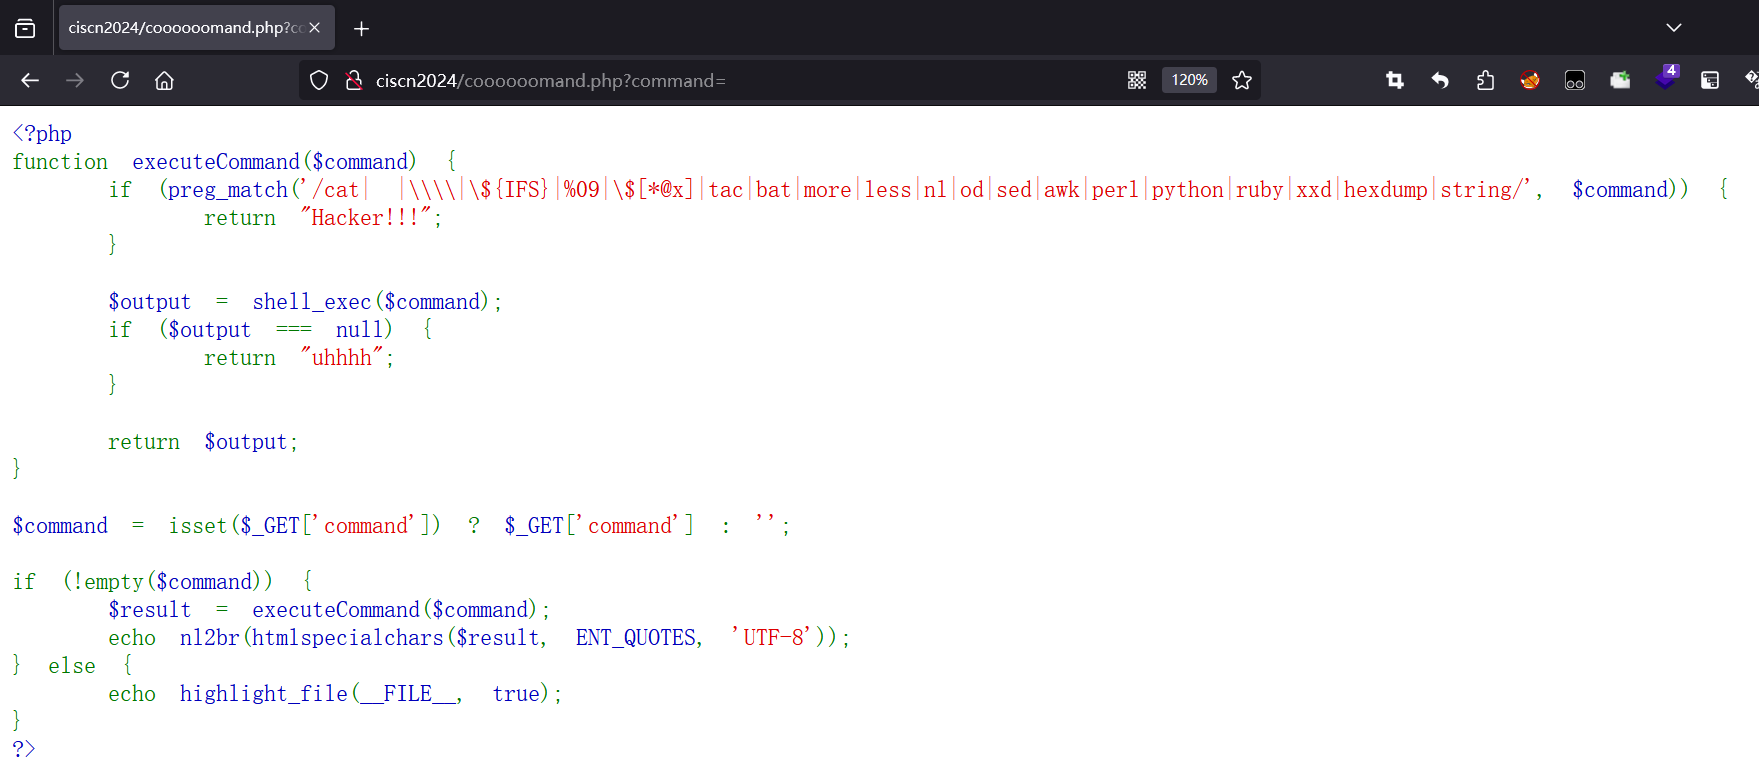 ciscn2024/coooooomand.php?co
ciscn2024/coooooomand.php?command=
120%
4
<?php
function executeCommand($command) {
if (preg_match('/cat| |\\\\|\${IFS}|%09|\$[*@x]|tac|bat|more|less|nl|od|sed|awk|perl|python|ruby|xxd|hexdump|string/', $command)) {
return "Hacker!!!";
}
$output = shell_exec($command);
if ($output === null) {
return "uhhhh";
}
return $output;
}
$command = isset($_GET['command']) ? $_GET['command'] : '';
if (!empty($command)) {
$result = executeCommand($command);
echo nl2br(htmlspecialchars($result, ENT_QUOTES, 'UTF-8'));
} else {
echo highlight_file(__FILE__, true);
}
?>